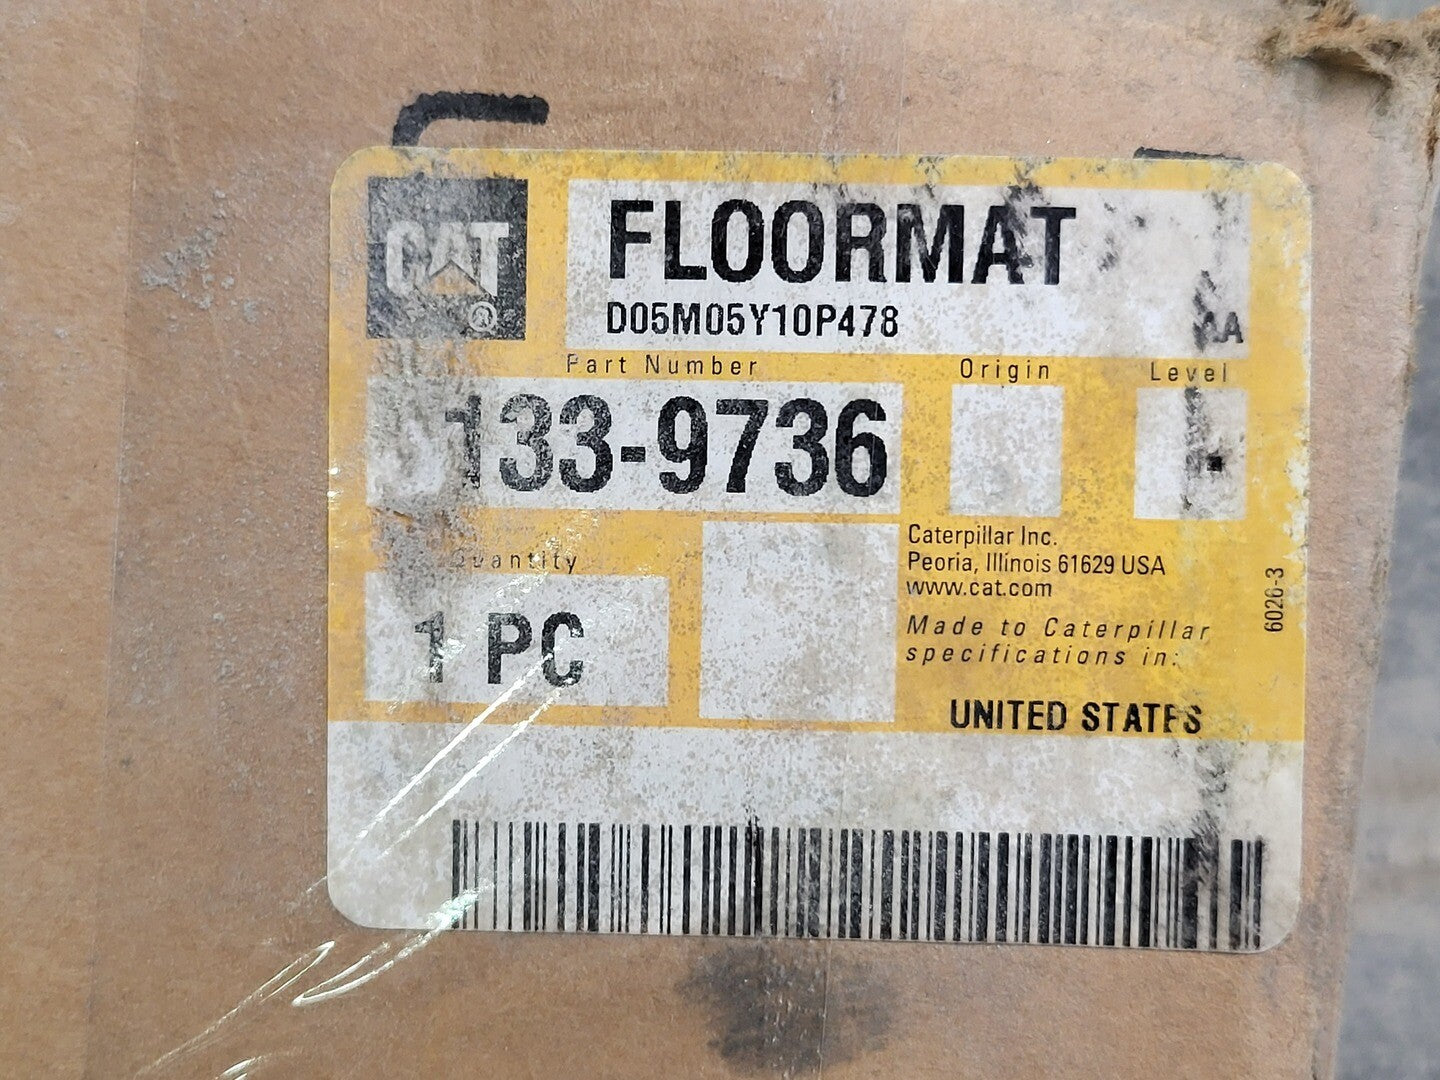 CAT®
FLOORMAT
D05M05Y10P478
AA
Part Number Origin Level
133-9736
Quantity
1 PC
Caterpillar Inc.
Peoria, Illinois 61629 USA
www.cat.com
Made to Caterpillar
specifications in:
UNITED STATES
6026-3